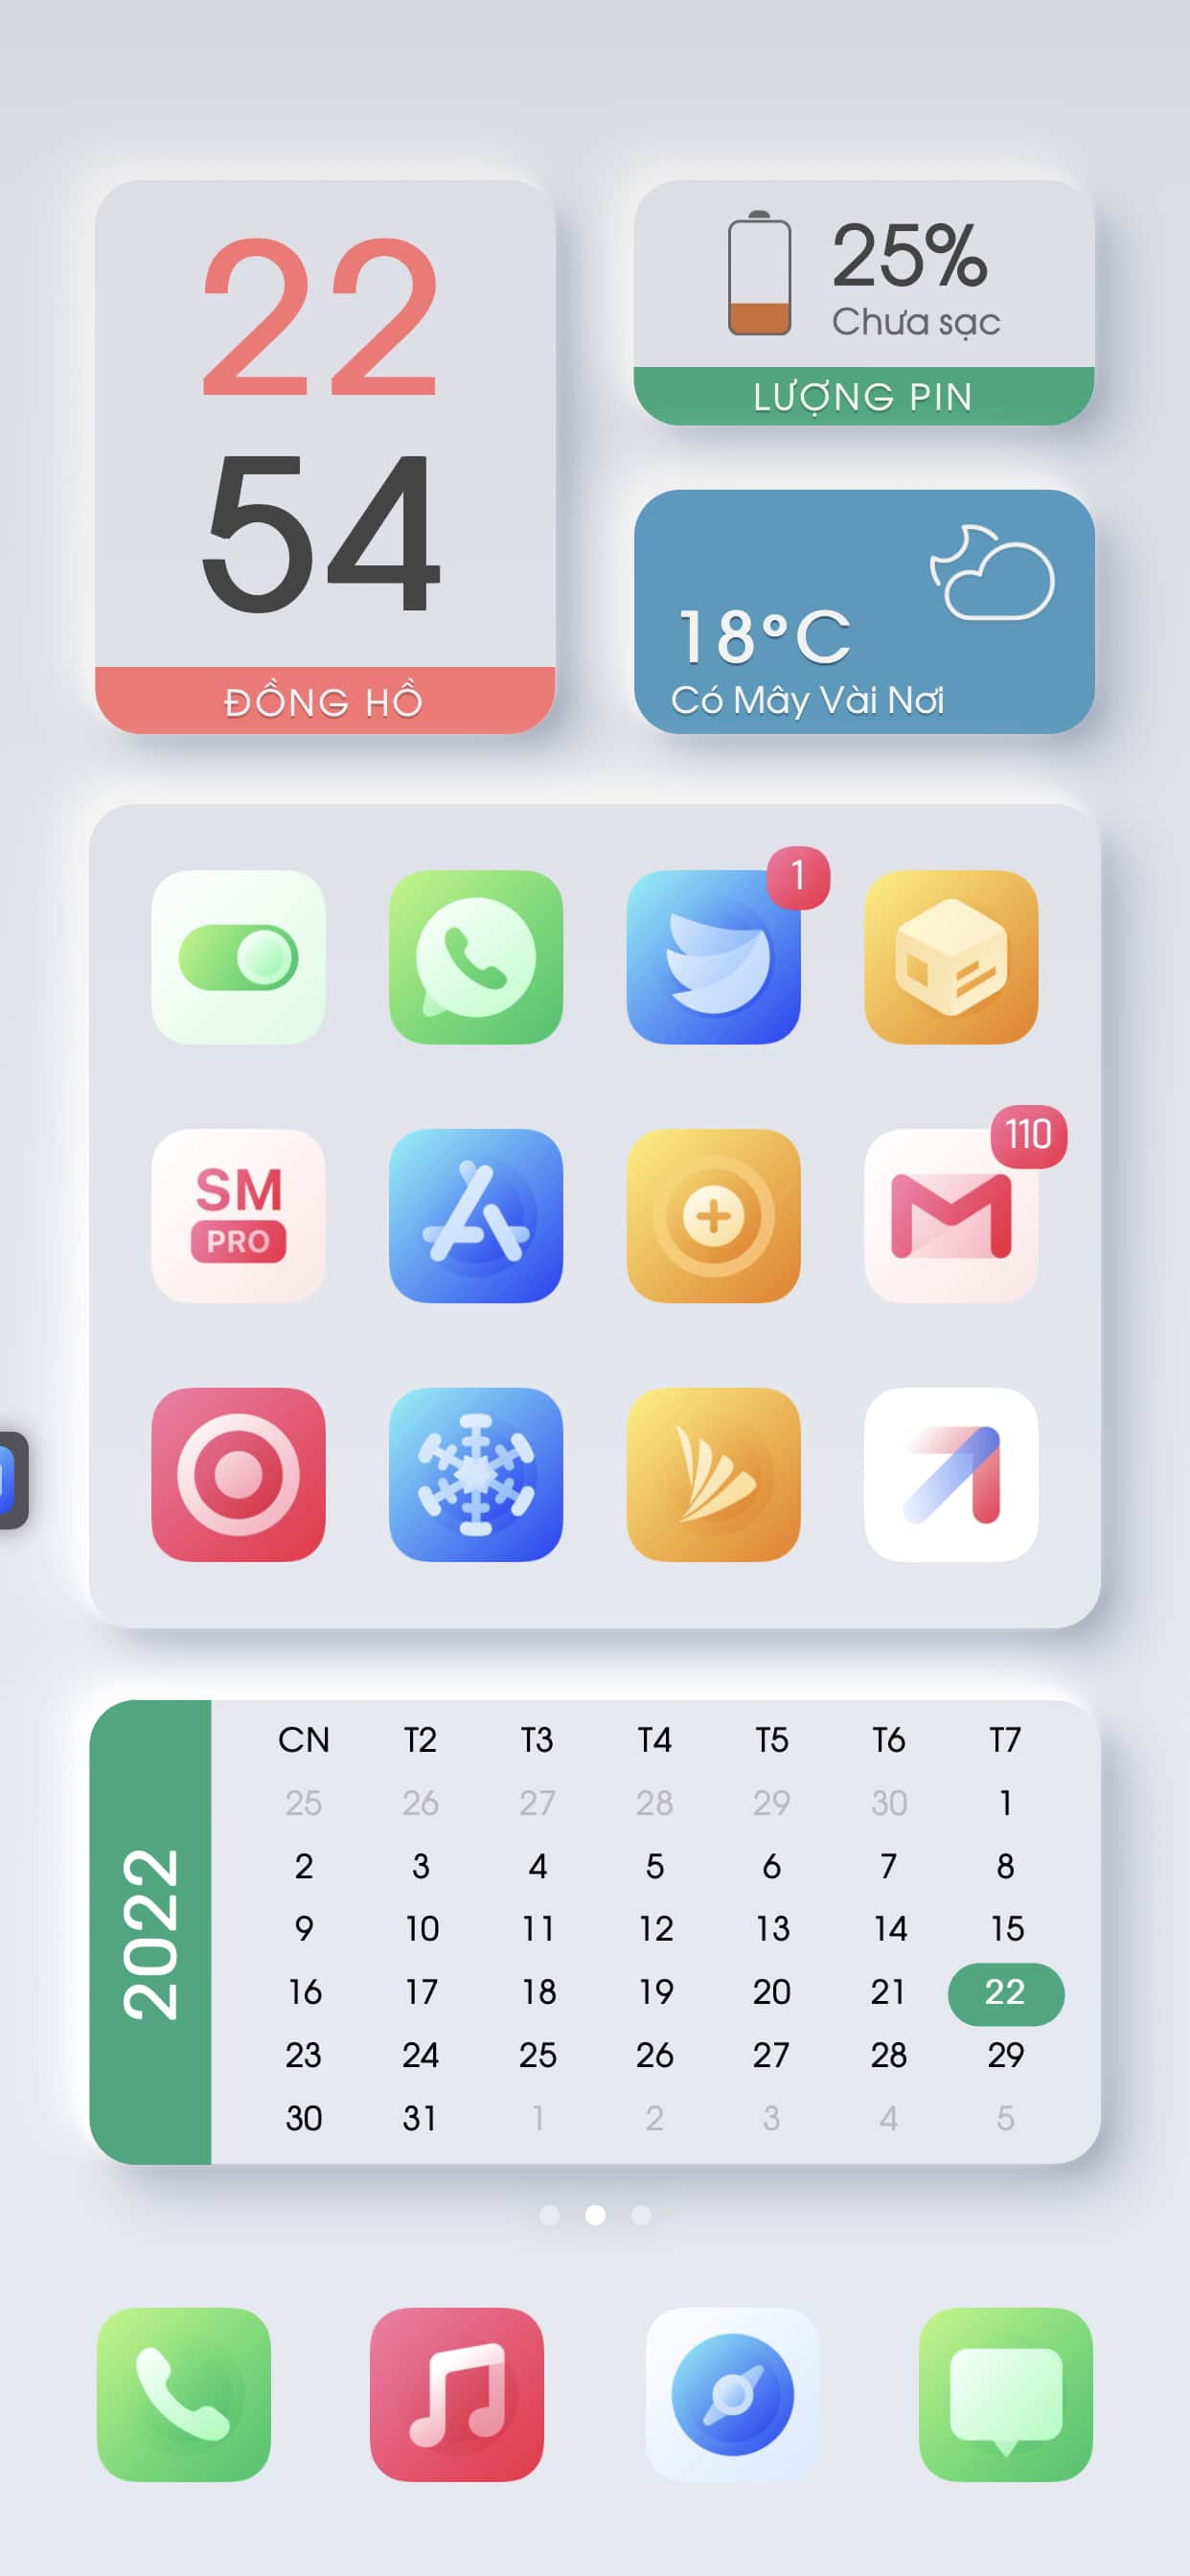 22
54
ĐỒNG HỒ
25%
Chưa sạc
LƯỢNG PIN
18°C
Có Mây Vài Nơi
1
110
SM
PRO
2022
CN T2 T3 T4 T5 T6 T7
25 26 27 28 29 30 1
2 3 4 5 6 7 8
9 10 11 12 13 14 15
16 17 18 19 20 21 22
23 24 25 26 27 28 29
30 31 1 2 3 4 5